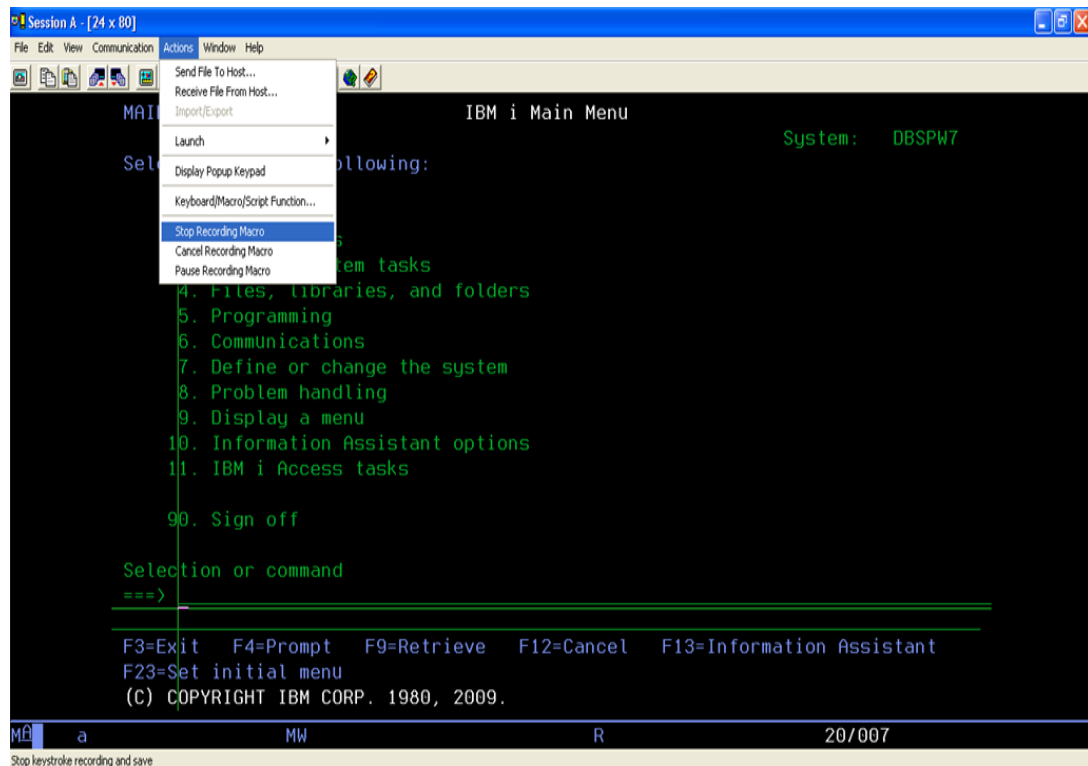 Session A - [24 x 80]
File Edit View Communication Actions Window Help
Send File To Host...
Receive File From Host...
Import/Export
Launch
Display Popup Keypad
Keyboard/Macro/Script Function...
Stop Recording Macro
Cancel Recording Macro
Pause Recording Macro
MAI IBM i Main Menu
System: DBSPW7
Sele ollowing:
s
tem tasks
4. Files, libraries, and folders
5. Programming
6. Communications
7. Define or change the system
8. Problem handling
9. Display a menu
10. Information Assistant options
11. IBM i Access tasks
90. Sign off
Selection or command
===>
F3=Exit F4=Prompt F9=Retrieve F12=Cancel F13=Information Assistant
F23=Set initial menu
(C) COPYRIGHT IBM CORP. 1980, 2009.
MA a MW R 20/007
Stop keystroke recording and save